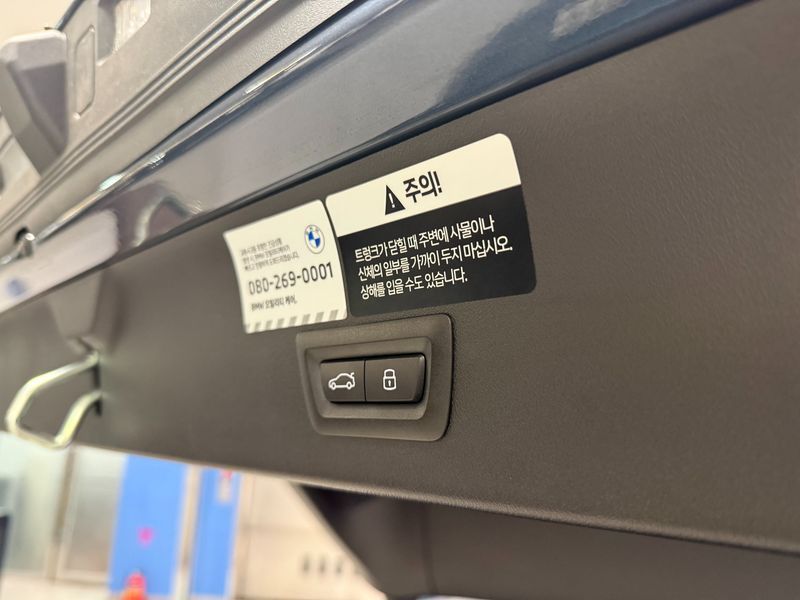 주의!
트렁크가 닫힐 때 주변에 사물이나
신체의 일부를 가까이 두지 마십시오.
상해를 입을 수도 있습니다.
080-269-0001
BMW 모빌리티 케어.